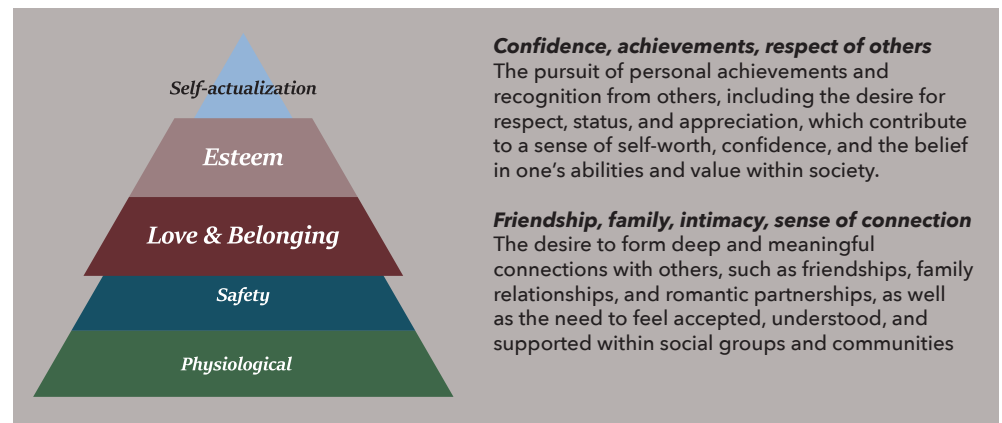 Self-actualization
Esteem
Love & Belonging
Safety
Physiological
Confidence, achievements, respect of others
The pursuit of personal achievements and
recognition from others, including the desire for
respect, status, and appreciation, which contribute
to a sense of self-worth, confidence, and the belief
in one’s abilities and value within society.
Friendship, family, intimacy, sense of connection
The desire to form deep and meaningful
connections with others, such as friendships, family
relationships, and romantic partnerships, as well
as the need to feel accepted, understood, and
supported within social groups and communities